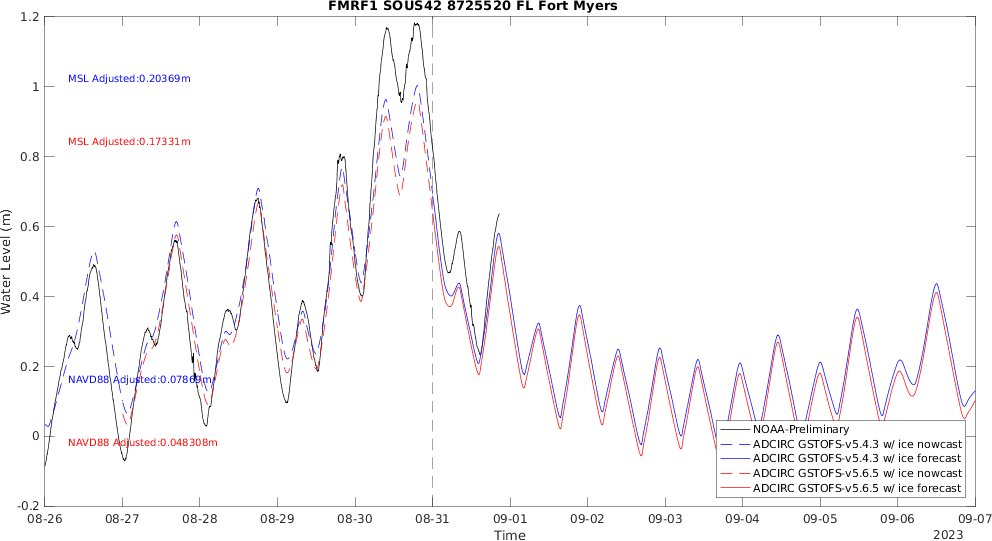 FMRF1 SOUS42 8725520 FL Fort Myers
1.2
1
0.8
0.6
0.4
0.2
0
-0.2
Water Level (m)
MSL Adjusted:0.20369m
MSL Adjusted:0.17331m
NAVD88 Adjusted:0.07869m
NAVD88 Adjusted:0.048308m
NOAA-Preliminary
ADCIRC GSTOFS-v5.4.3 w/ ice nowcast
ADCIRC GSTOFS-v5.4.3 w/ ice forecast
ADCIRC GSTOFS-v5.6.5 w/ ice nowcast
ADCIRC GSTOFS-v5.6.5 w/ ice forecast
08-26 08-27 08-28 08-29 08-30 08-31 09-01 09-02 09-03 09-04 09-05 09-06 09-07
Time
2023